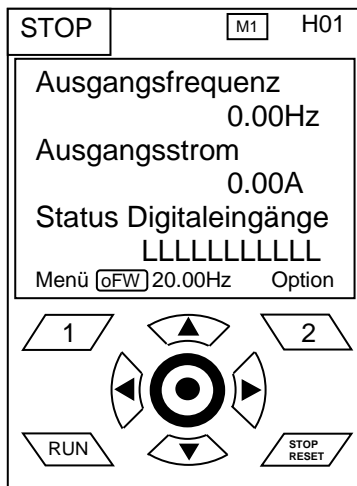 STOP M1 H01
Ausgangsfrequenz
0.00Hz
Ausgangsstrom
0.00A
Status Digitaleingänge
LLLLLLLLLLL
Menü oFW 20.00Hz Option
1 2
RUN STOP RESET